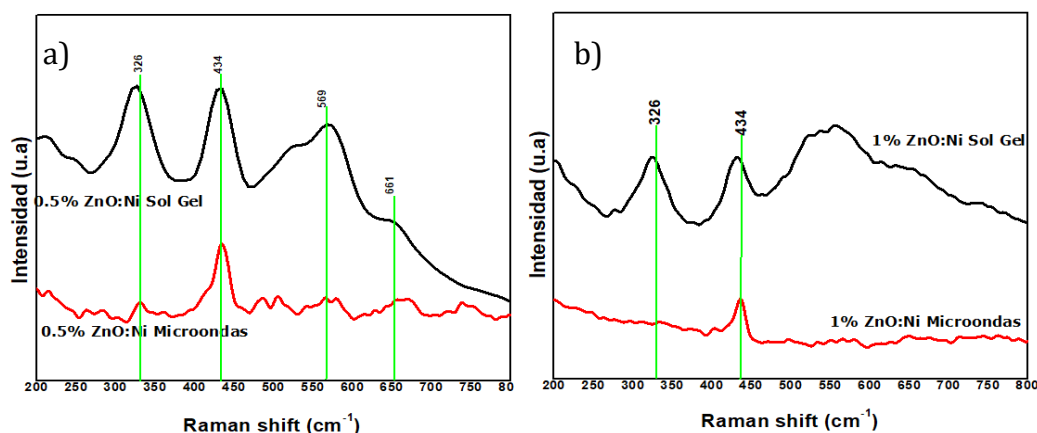 a)
326
434
569
661
0.5% ZnO:Ni Sol Gel
0.5% ZnO:Ni Microondas
Intensidad (u.a)
200 250 300 350 400 450 500 550 600 650 700 750 80
Raman shift (cm⁻¹)
b)
326
434
1% ZnO:Ni Sol Gel
1% ZnO:Ni Microondas
Intensidad (u.a)
200 250 300 350 400 450 500 550 600 650 700 750 800
Raman shift (cm⁻¹)